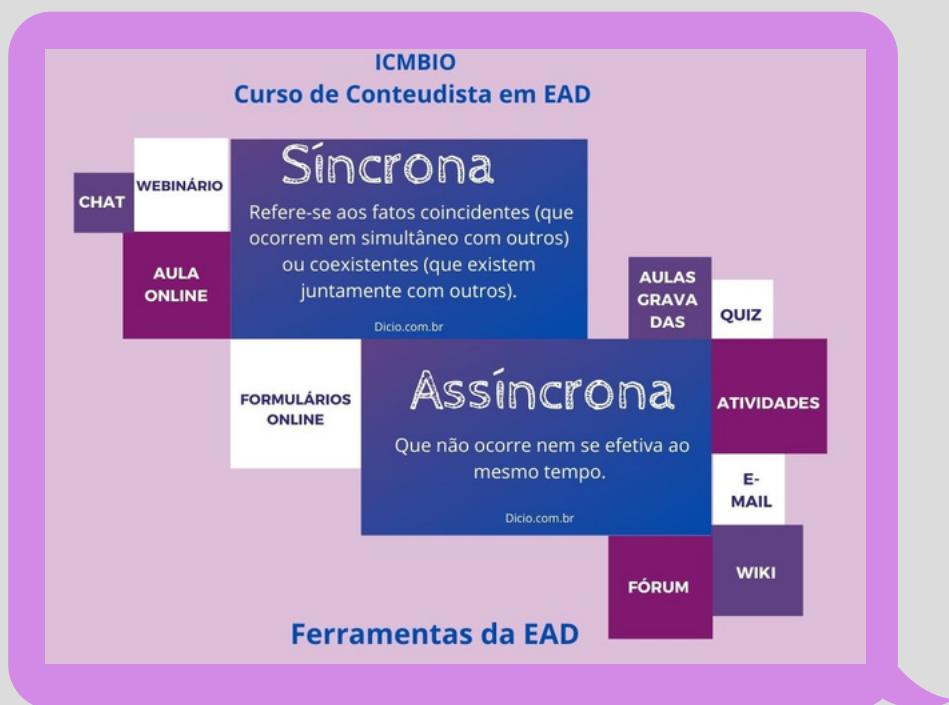 ICMBIO
Curso de Conteudista em EAD
CHAT
WEBINÁRIO
AULA
ONLINE
Síncrona
Refere-se aos fatos coincidentes (que
ocorrem em simultâneo com outros)
ou coexistentes (que existem
juntamente com outros).
Dicio.com.br
AULAS
GRAVA
DAS
QUIZ
FORMULÁRIOS
ONLINE
Assíncrona
Que não ocorre nem se efetiva ao
mesmo tempo.
Dicio.com.br
ATIVIDADES
E-
MAIL
FÓRUM
WIKI
Ferramentas da EAD